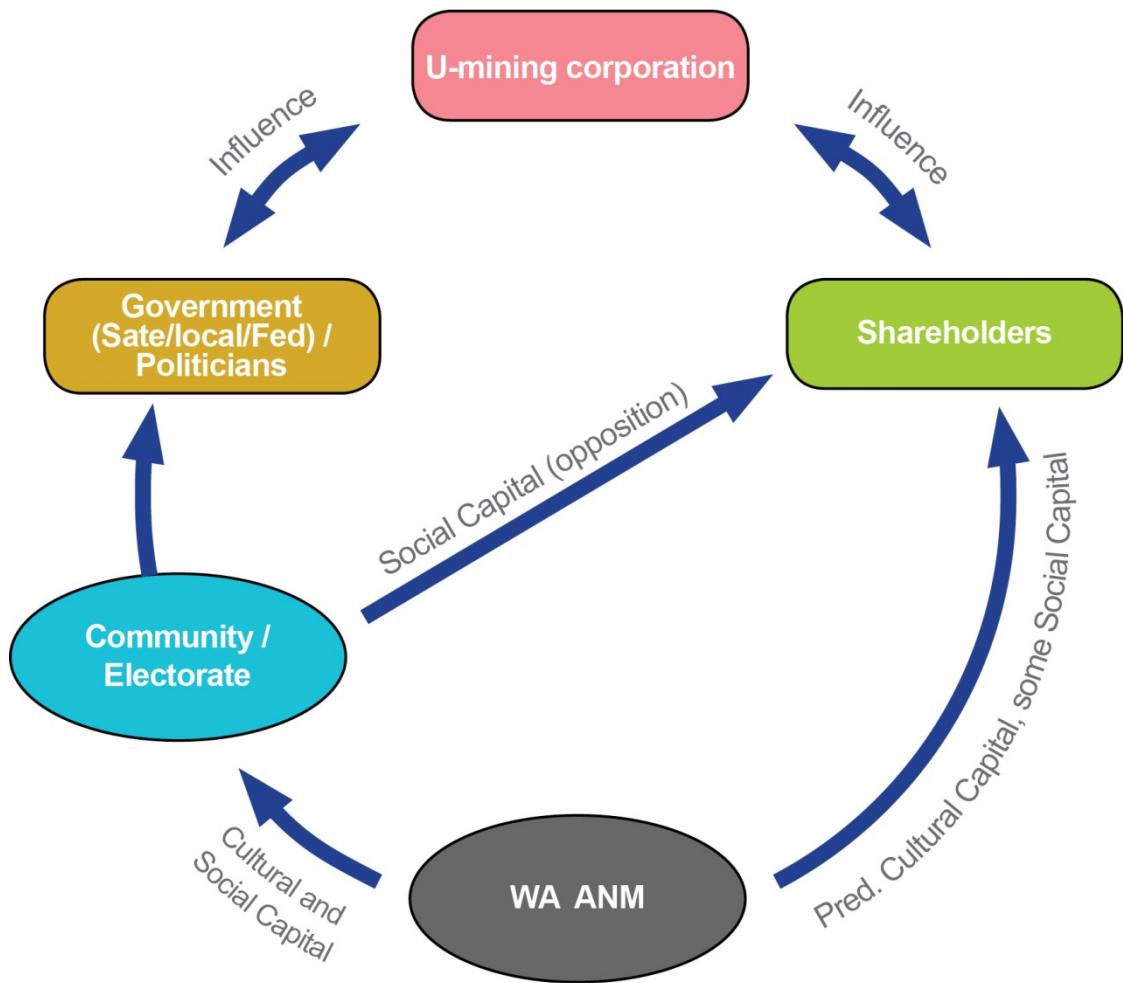 U-mining corporation
Influence
Influence
Government
(Sate/local/Fed) /
Politicians
Shareholders
Social Capital (opposition)
Community /
Electorate
Pred. Cultural Capital, some Social Capital
Cultural and
Social Capital
WA ANM